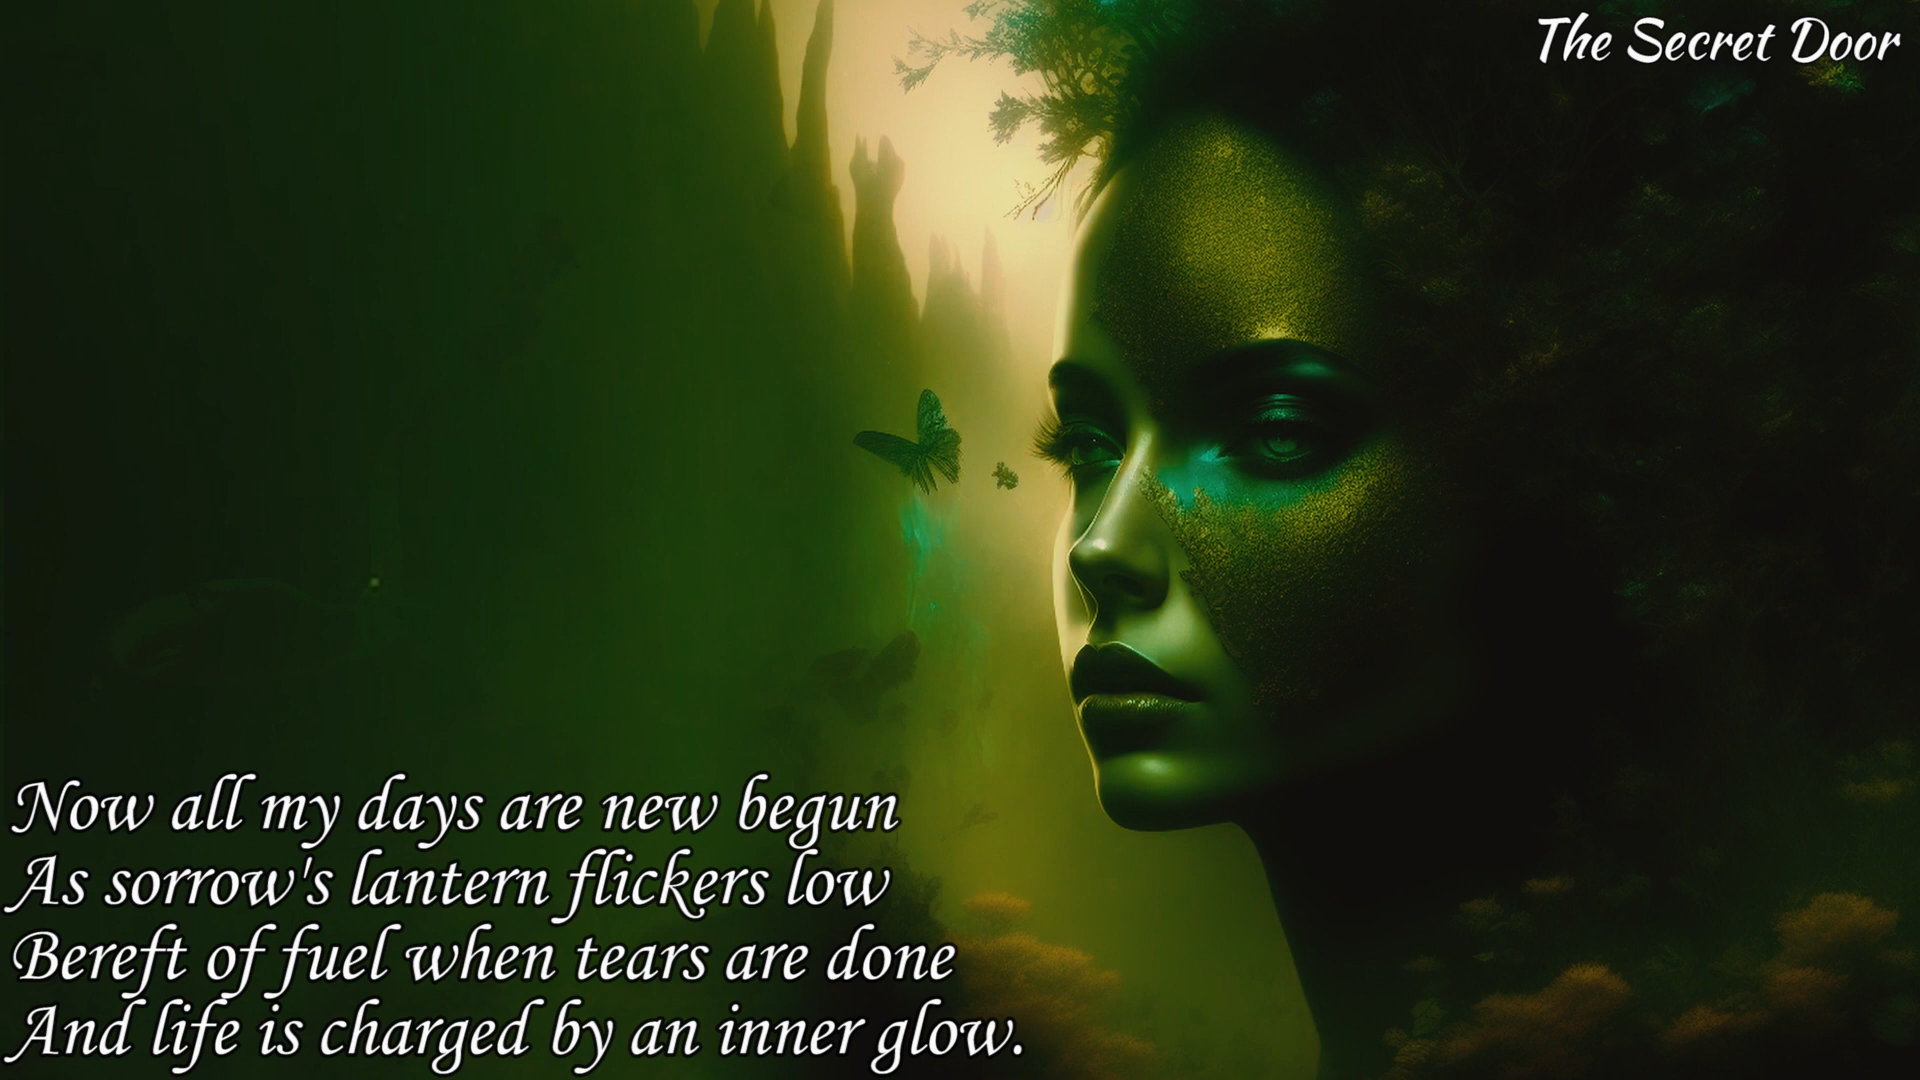 The Secret Door
Now all my days are new begun
As sorrow's lantern flickers low
Bereft of fuel when tears are done
And life is charged by an inner glow.